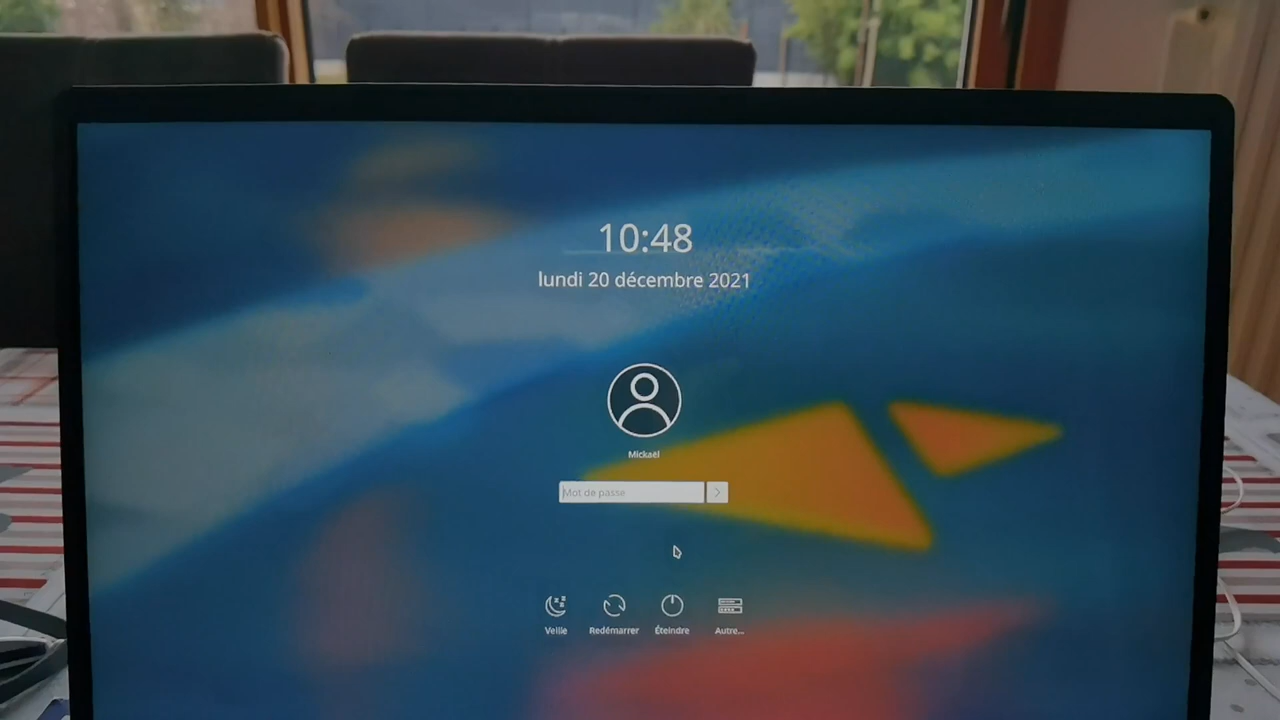 10:48
lundi 20 décembre 2021
Mickaël
Mot de passe
Veille Redémarrer Éteindre Autre...